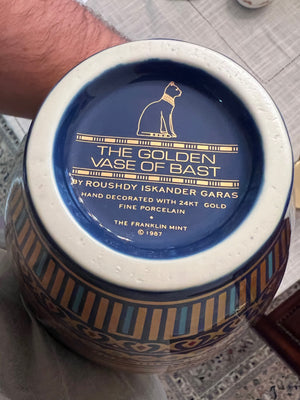 THE GOLDEN
VASE OF BAST
BY ROUSHDY ISKANDER GARAS
HAND DECORATED WITH 24KT GOLD
FINE PORCELAIN
THE FRANKLIN MINT
© 1987